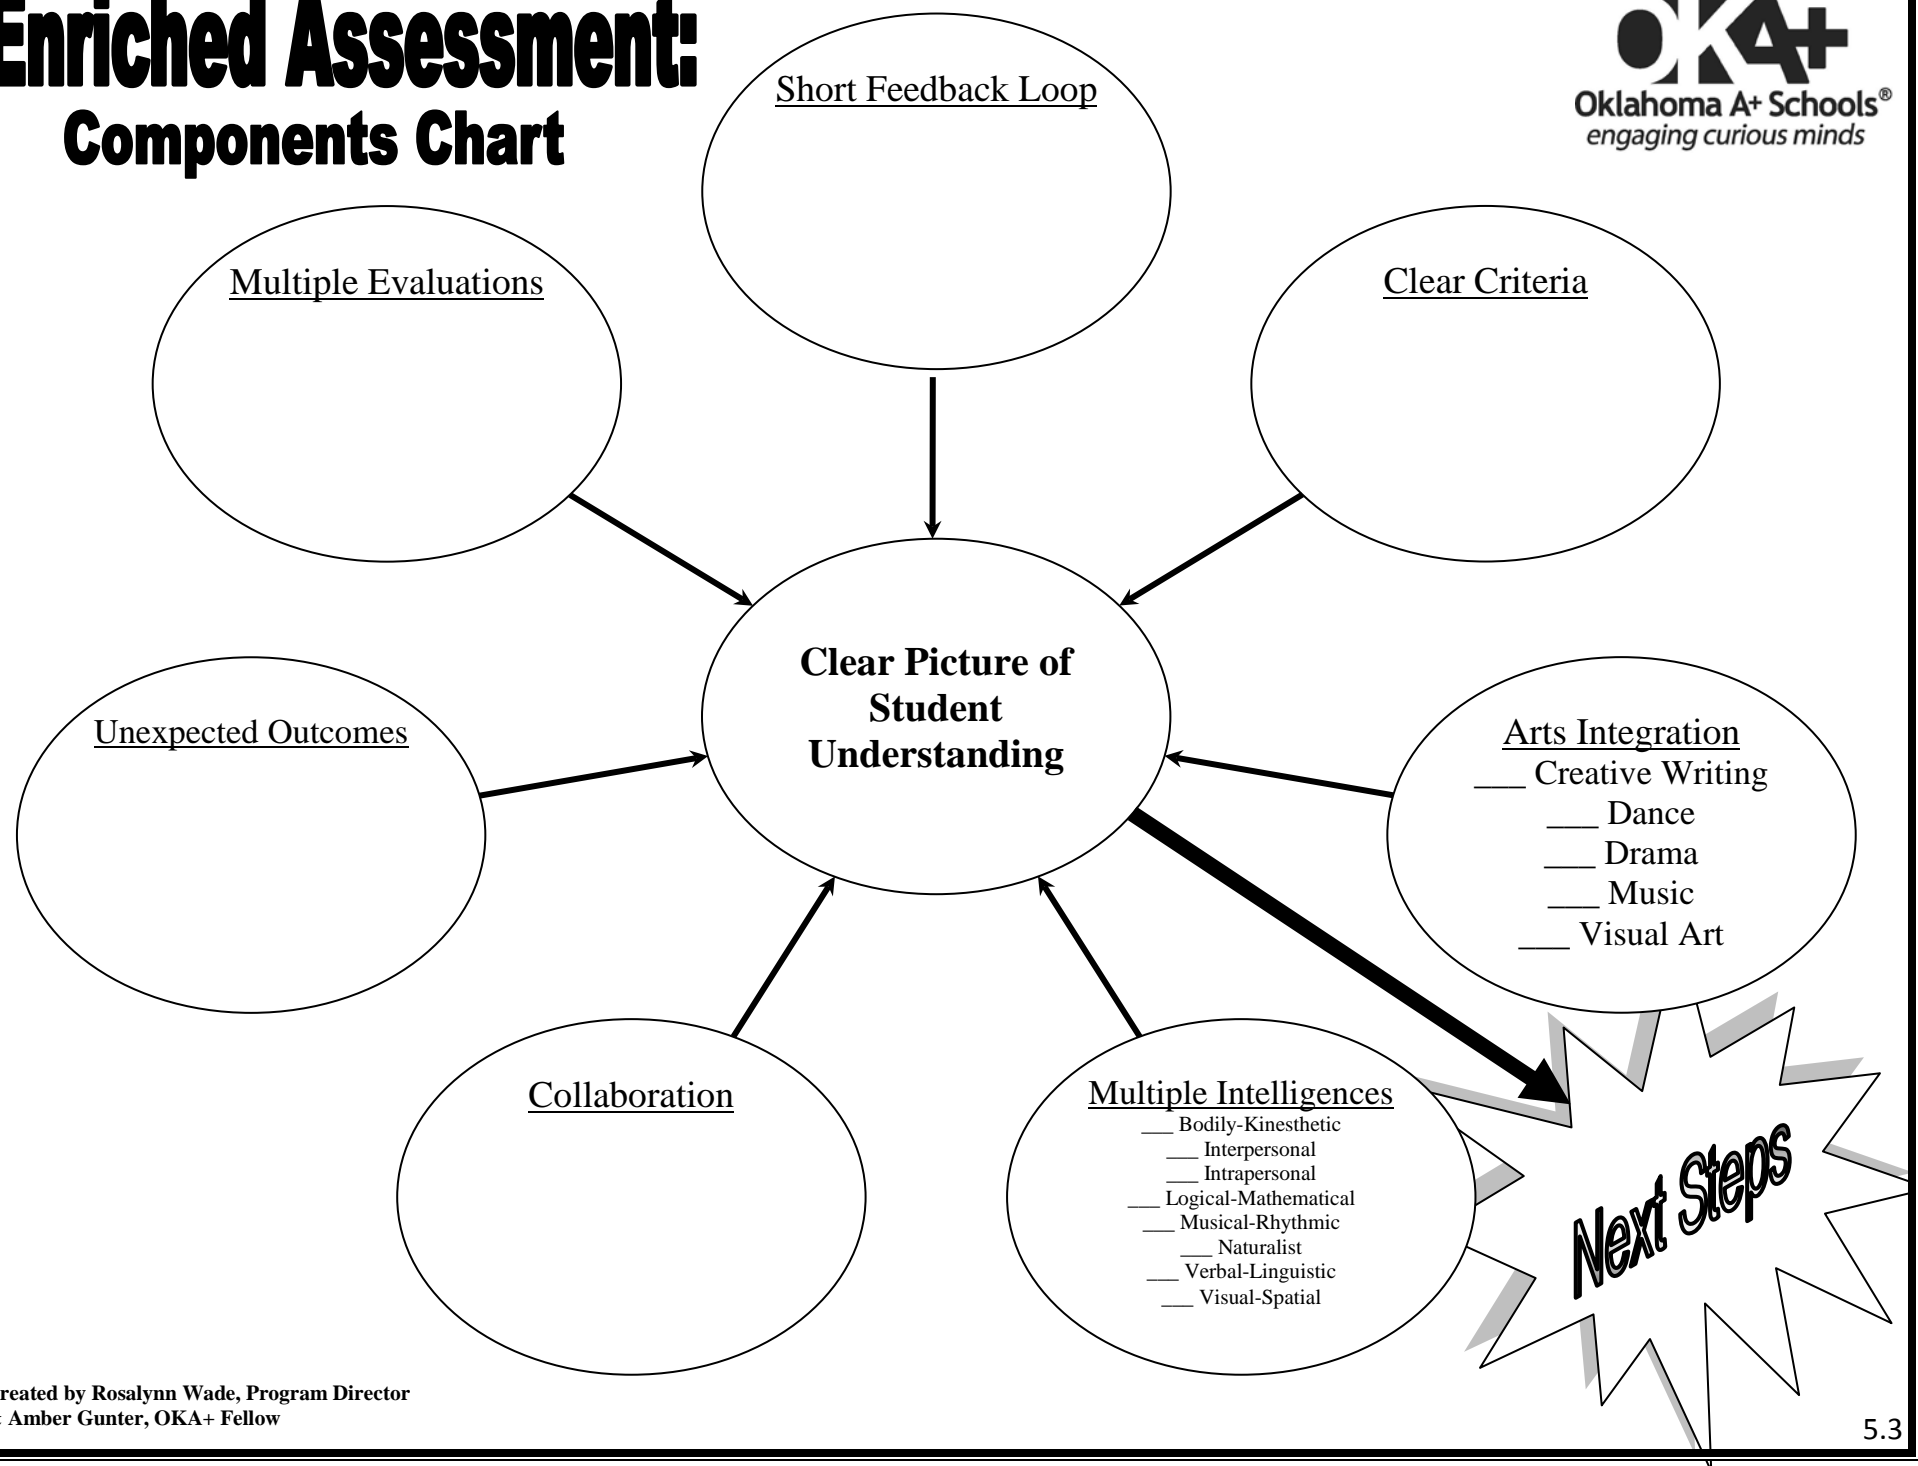 Enriched Assessment:
Components Chart
OKA+
Oklahoma A+ Schools®
engaging curious minds
Short Feedback Loop
Multiple Evaluations
Clear Criteria
Clear Picture of
Student
Understanding
Unexpected Outcomes
Arts Integration
___ Creative Writing
___ Dance
___ Drama
___ Music
___ Visual Art
Collaboration
Multiple Intelligences
___ Bodily-Kinesthetic
___ Interpersonal
___ Intrapersonal
___ Logical-Mathematical
___ Musical-Rhythmic
___ Naturalist
___ Verbal-Linguistic
___ Visual-Spatial
Next Steps
reated by Rosalynn Wade, Program Director
Amber Gunter, OKA+ Fellow
5.3